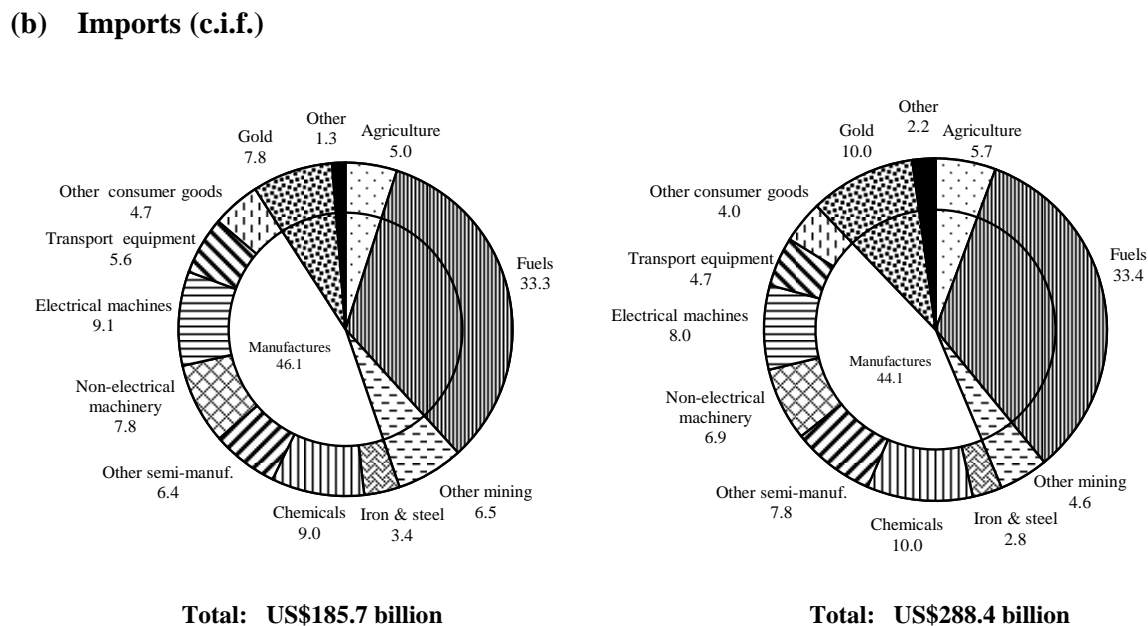 (b) Imports (c.i.f.)
Other
1.3
Agriculture
5.0
Gold
7.8
Other consumer goods
4.7
Transport equipment
5.6
Fuels
33.3
Electrical machines
9.1
Manufactures
46.1
Non-electrical
machinery
7.8
Other semi-manuf.
6.4
Chemicals
9.0
Iron & steel
3.4
Other mining
6.5
Total: US$185.7 billion
Other
2.2
Agriculture
5.7
Gold
10.0
Other consumer goods
4.0
Transport equipment
4.7
Fuels
33.4
Electrical machines
8.0
Manufactures
44.1
Non-electrical
machinery
6.9
Other semi-manuf.
7.8
Chemicals
10.0
Iron & steel
2.8
Other mining
4.6
Total: US$288.4 billion